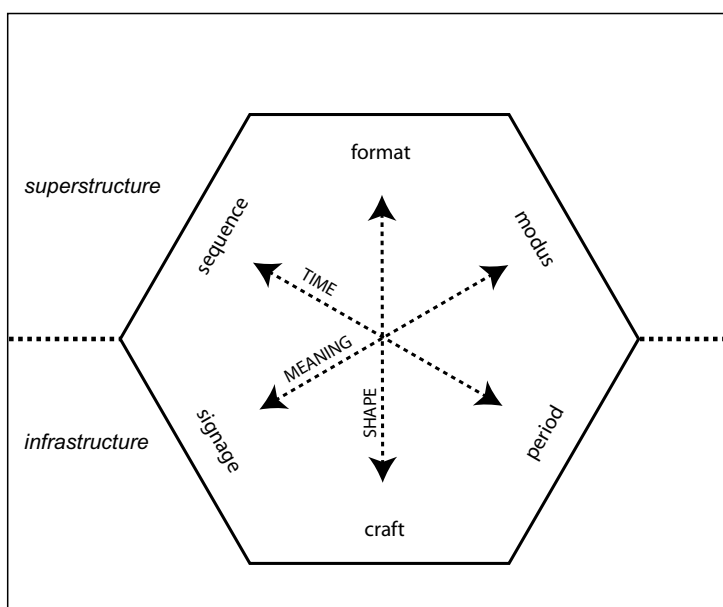 format
superstructure
sequence
modus
TIME
MEANING
SHAPE
signage
infrastructure
period
craft